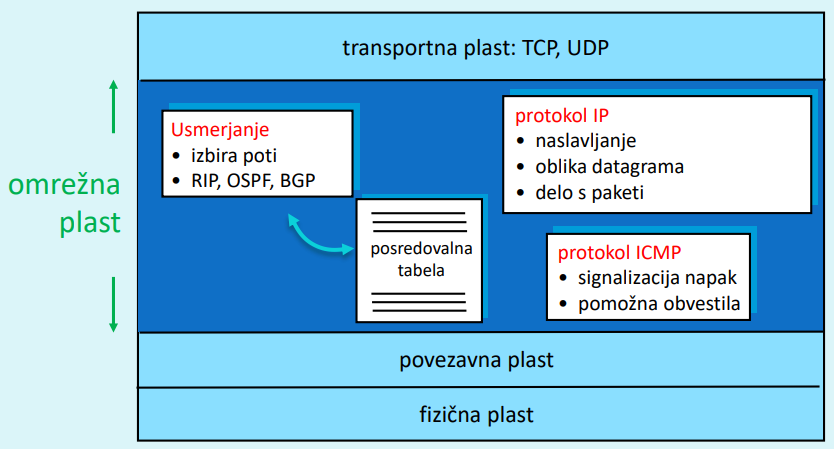 transportna plast: TCP, UDP
omrežna
plast
Usmerjanje
• izbira poti
• RIP, OSPF, BGP
posredovalna
tabela
protokol IP
• naslavljanje
• oblika datagrama
• delo s paketi
protokol ICMP
• signalizacija napak
• pomožna obvestila
povezavna plast
fizična plast